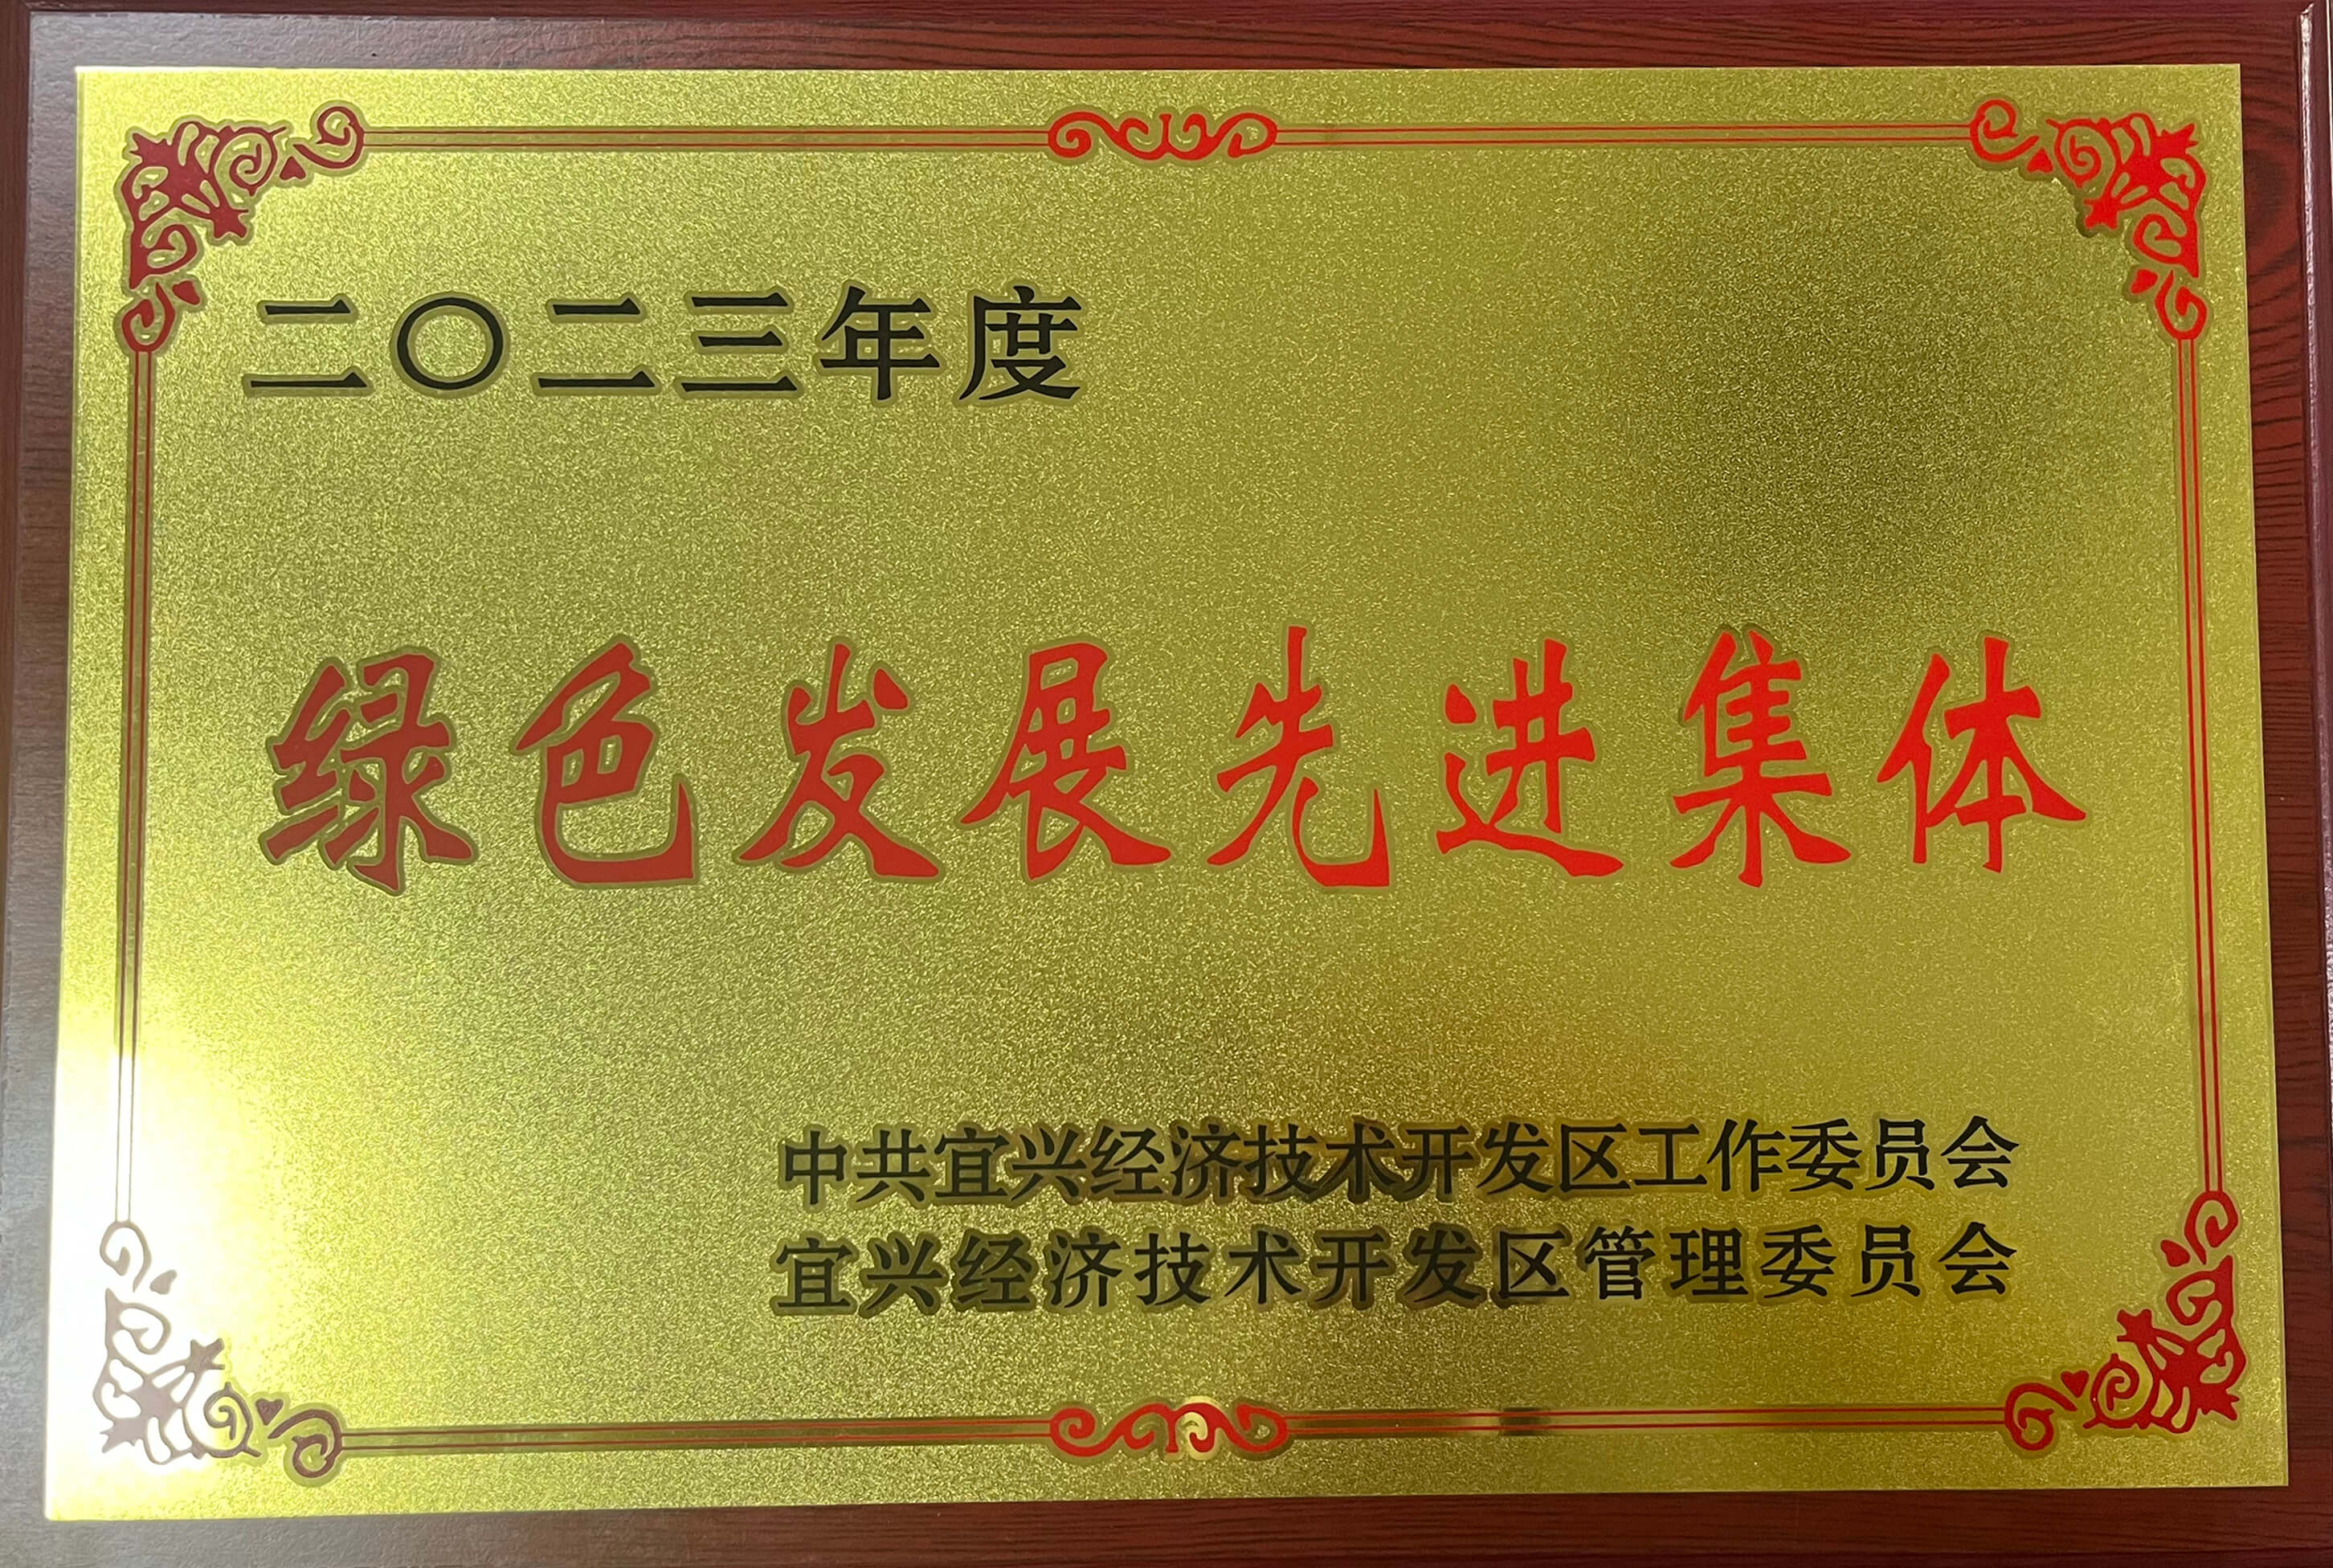 二〇二三年度
绿色发展先进集体
中共宜兴经济技术开发区工作委员会
宜兴经济技术开发区管理委员会